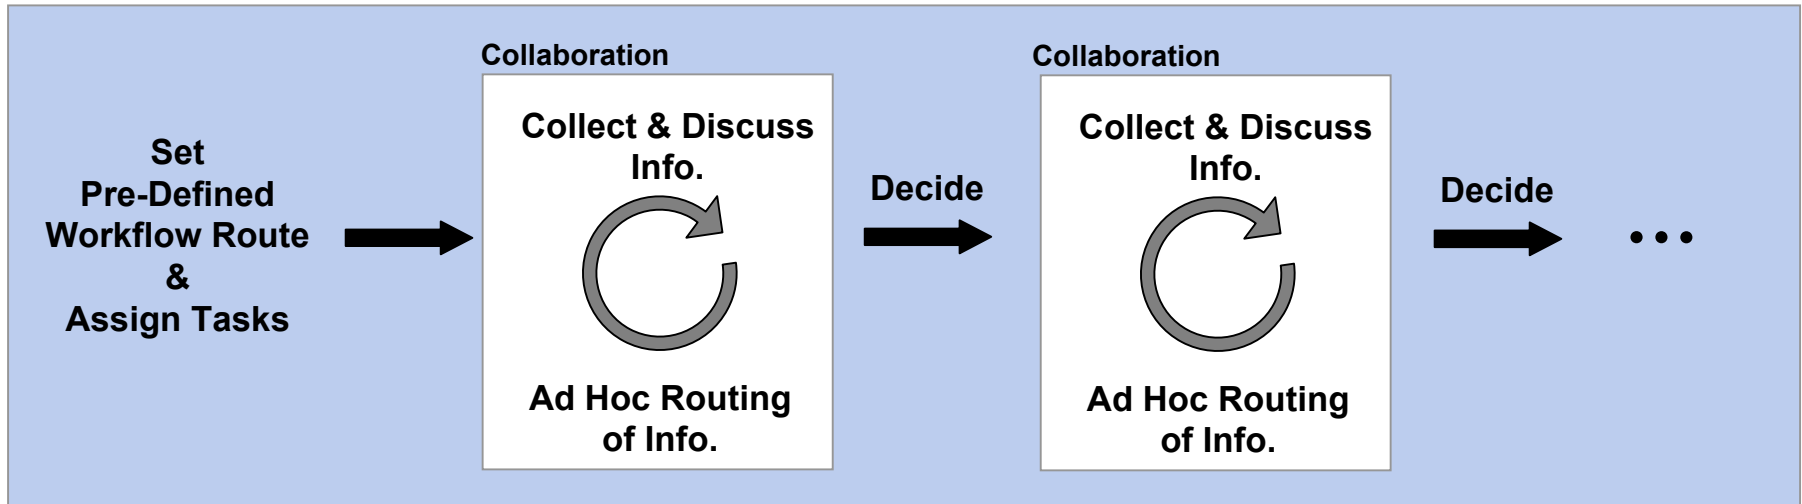 Set
Pre-Defined
Workflow Route
&
Assign Tasks
Collaboration
Collect & Discuss
Info.
Ad Hoc Routing
of Info.
Decide
Collaboration
Collect & Discuss
Info.
Ad Hoc Routing
of Info.
Decide
...